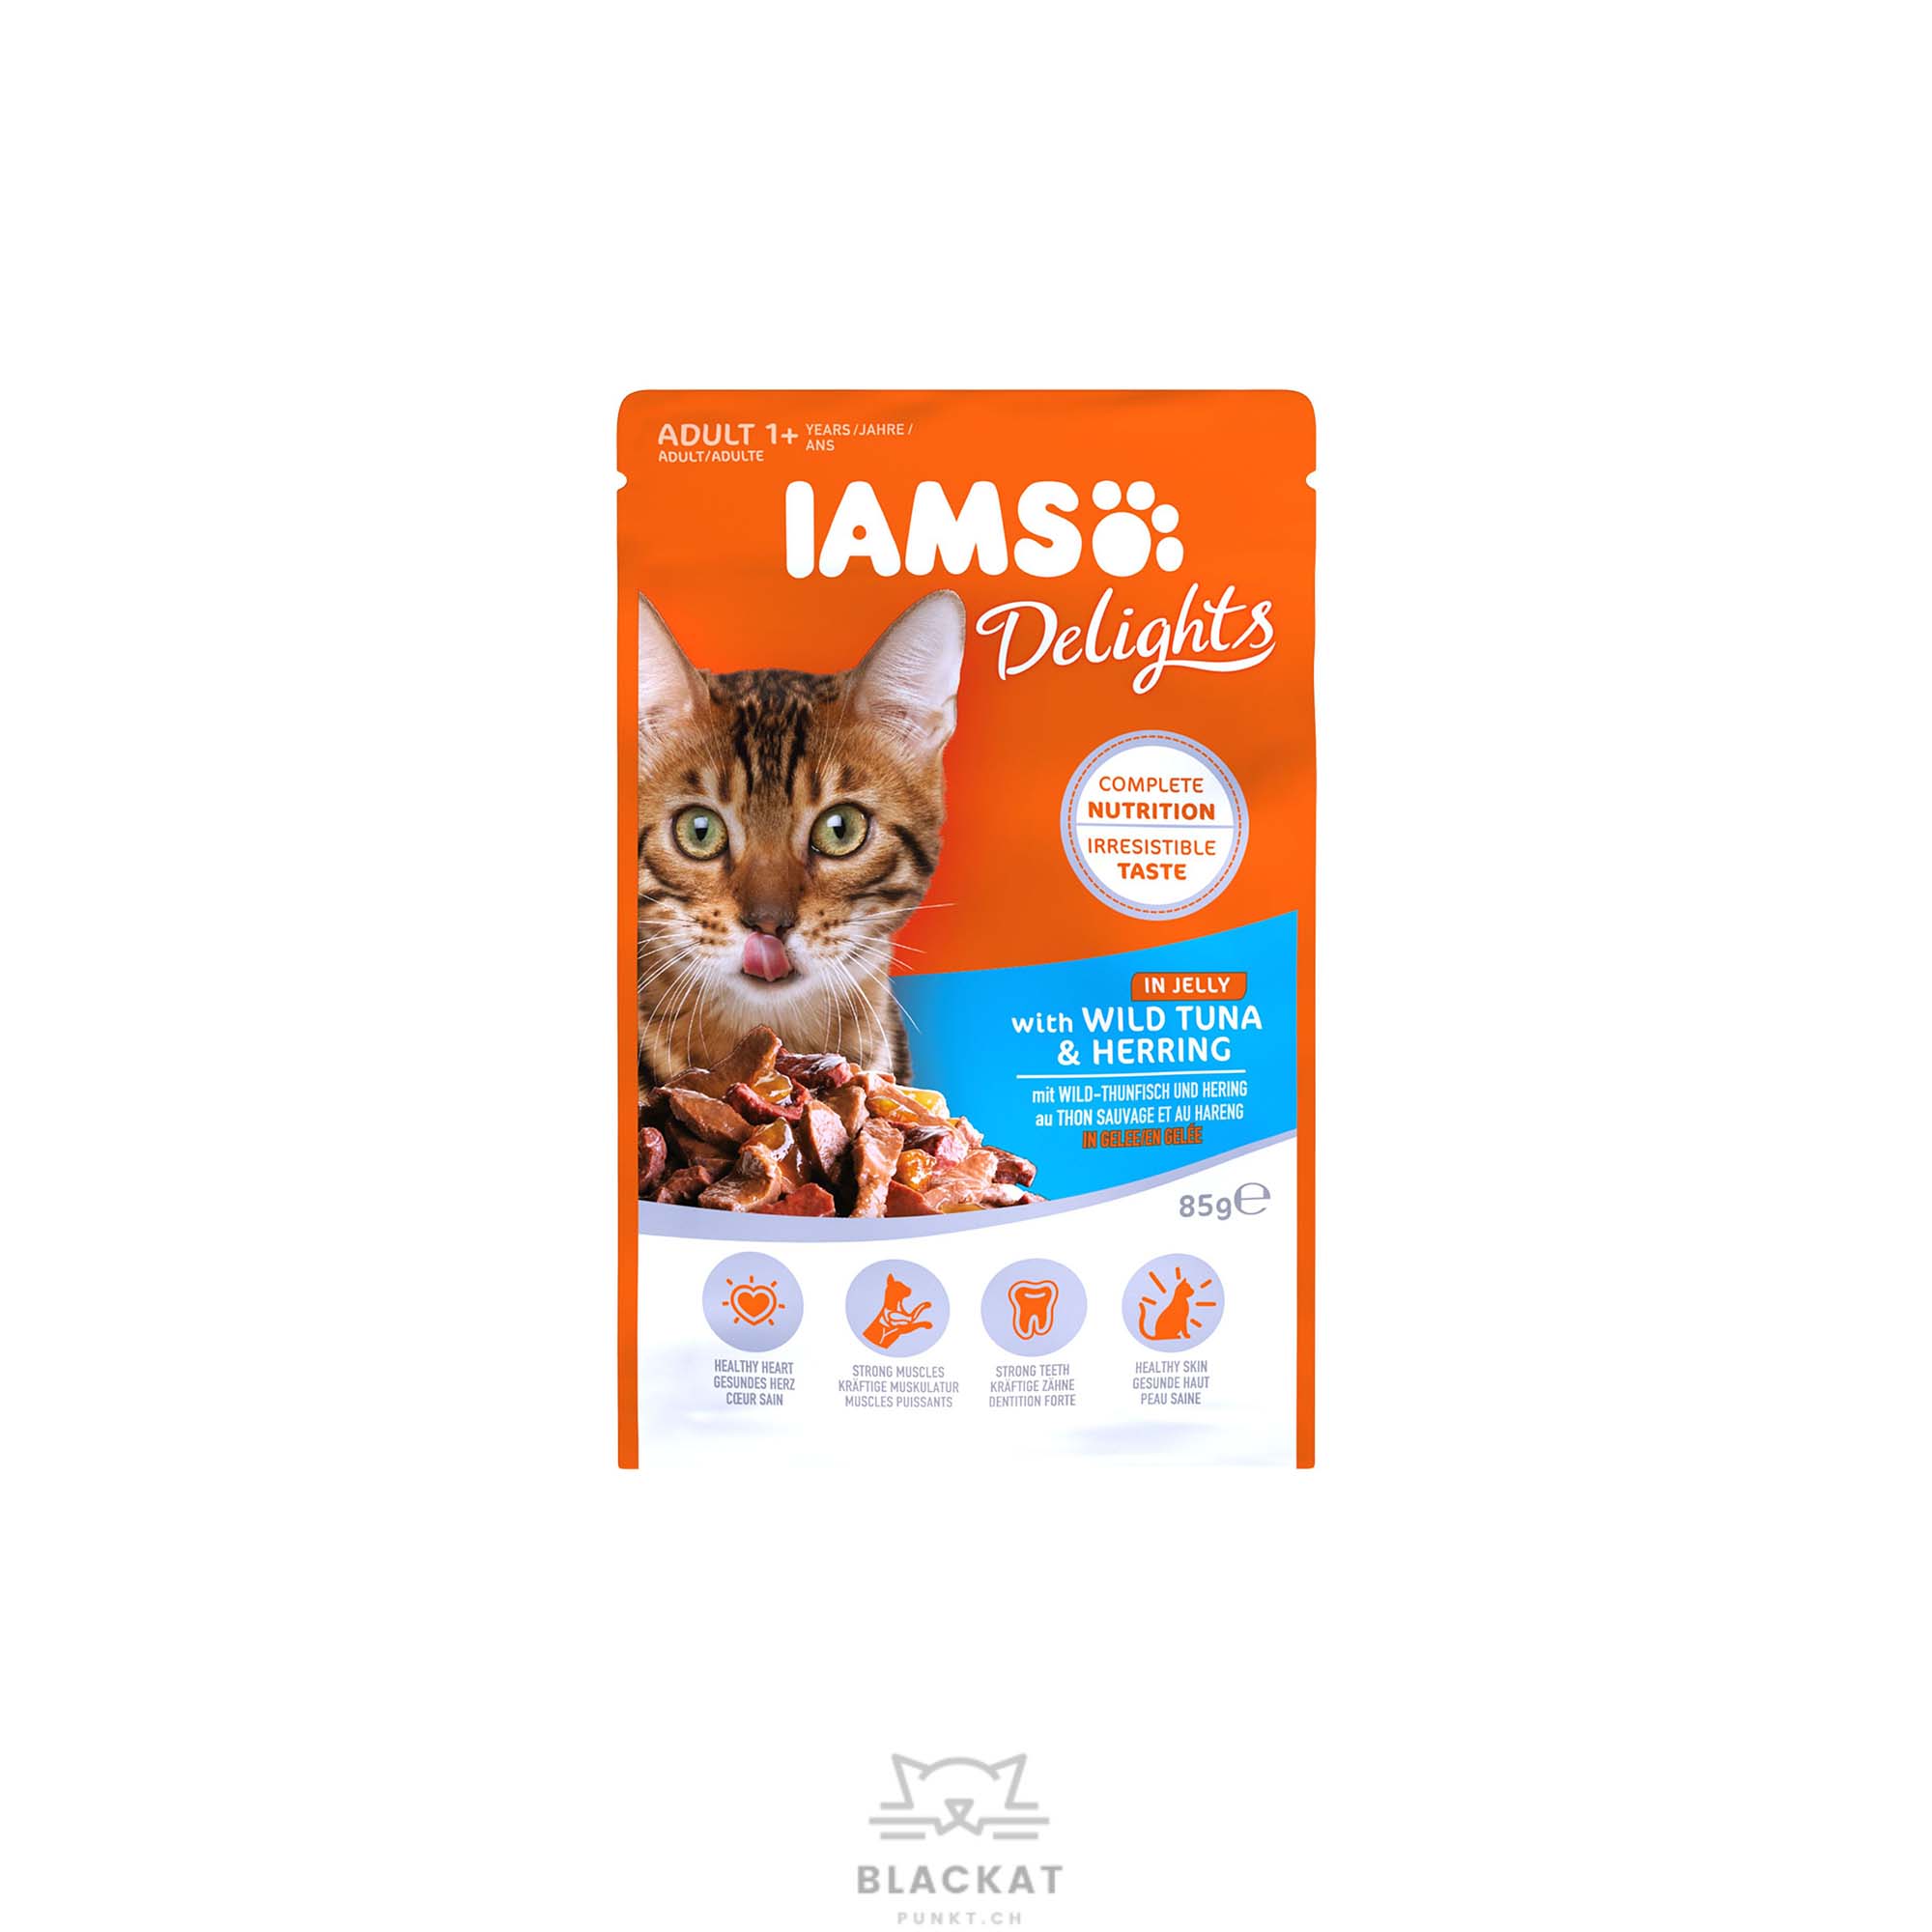 ADULT 1+ YEARS/JAHRE/
ANS
ADULT/ADULTE
IAMS
Delights
COMPLETE
NUTRITION
IRRESISTIBLE
TASTE
IN JELLY
with WILD TUNA
& HERRING
mit WILD-THUNFISCH UND HERING
au THON SAUVAGE ET AU HARENG
IN GELEE/EN GELÉE
85g℮
HEALTHY HEART
GESUNDES HERZ
CŒUR SAIN
STRONG MUSCLES
KRÄFTIGE MUSKULATUR
MUSCLES PUISSANTS
STRONG TEETH
KRÄFTIGE ZÄHNE
DENTITION FORTE
HEALTHY SKIN
GESUNDE HAUT
PEAU SAINE
BLACKAT
PUNKT.CH